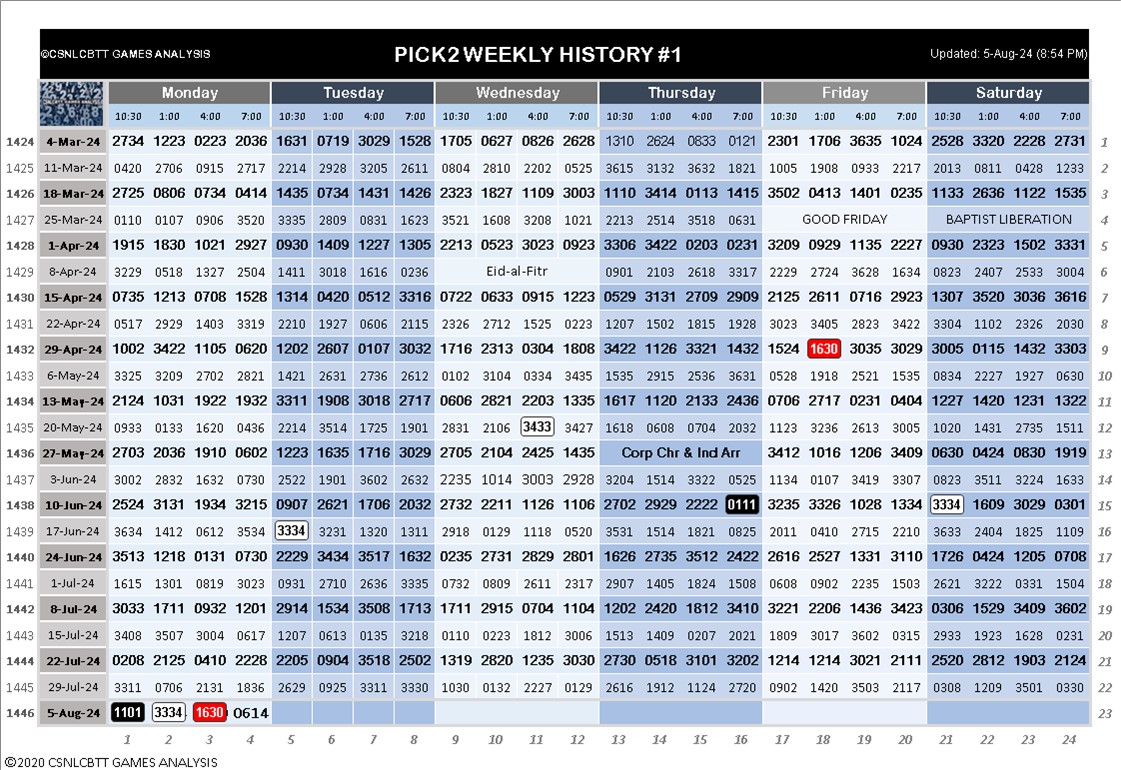 ©CSNLCBTT GAMES ANALYSIS PICK2 WEEKLY HISTORY #1 Updated: 5-Aug-24 (8:54 PM)
Monday Tuesday Wednesday Thursday Friday Saturday
10:30 1:00 4:00 7:00 10:30 1:00 4:00 7:00 10:30 1:00 4:00 7:00 10:30 1:00 4:00 7:00 10:30 1:00 4:00 7:00 10:30 1:00 4:00 7:00
1424 4-Mar-24 2734 1223 0223 2036 1631 0719 3029 1528 1705 0627 0826 2628 1310 2624 0833 0121 2301 1706 3635 1024 2528 3320 2228 2731 1
1425 11-Mar-24 0420 2706 0915 2717 2214 2928 3205 2611 0804 2810 2202 0525 3615 3132 3632 1821 1005 1908 0933 2217 2013 0811 0428 1233 2
1426 18-Mar-24 2725 0806 0734 0414 1435 0734 1431 1426 2323 1827 1109 3003 1110 3414 0113 1415 3502 0413 1401 0235 1133 2636 1122 1535 3
1427 25-Mar-24 0110 0107 0906 3520 3335 2809 0831 1623 3521 1608 3208 1021 2213 2514 3518 0631 GOOD FRIDAY BAPTIST LIBERATION 4
1428 1-Apr-24 1915 1830 1021 2927 0930 1409 1227 1305 2213 0523 3023 0923 3306 3422 0203 0231 3209 0929 1135 2227 0930 2323 1502 3331 5
1429 8-Apr-24 3229 0518 1327 2504 1411 3018 1616 0236 Eid-al-Fitr 0901 2103 2618 3317 2229 2724 3628 1634 0823 2407 2533 3004 6
1430 15-Apr-24 0735 1213 0708 1528 1314 0420 0512 3316 0722 0633 0915 1223 0529 3131 2709 2909 2125 2611 0716 2923 1307 3520 3036 3616 7
1431 22-Apr-24 0517 2929 1403 3319 2210 1927 0606 2115 2326 2712 1525 0223 1207 1502 1815 1928 3023 3405 2823 3422 3304 1102 2326 2030 8
1432 29-Apr-24 1002 3422 1105 0620 1202 2607 0107 3032 1716 2313 0304 1808 3422 1126 3321 1432 1524 1630 3035 3029 3005 0115 1432 3303 9
1433 6-May-24 3325 3209 2702 2821 1421 2631 2736 2612 0102 3104 0334 3435 1535 2915 2536 3631 0528 1918 2521 1535 0834 2227 1927 0630 10
1434 13-May-24 2124 1031 1922 1932 3311 1908 3018 2717 0606 2821 2203 1335 1617 1120 2133 2436 0706 2717 0231 0404 1227 1420 1231 1322 11
1435 20-May-24 0933 0133 1620 0436 2214 3514 1725 1901 2831 2106 3433 3427 1618 0608 0704 2032 1123 3236 2613 3005 1020 1431 2735 1511 12
1436 27-May-24 2703 2036 1910 0602 1223 1635 1716 3029 2705 2104 2425 1435 Corp Chr & Ind Arr 3412 1016 1206 3409 0630 0424 0830 1919 13
1437 3-Jun-24 3002 2832 1632 0730 2522 1901 3602 2632 2235 1014 3003 2928 3204 1514 3322 0525 1134 0107 3419 3307 0823 3511 3224 1633 14
1438 10-Jun-24 2524 3131 1934 3215 0907 2621 1706 2032 2732 2211 1126 1106 2702 2929 2222 0111 3235 3326 1028 1334 3334 1609 3029 0301 15
1439 17-Jun-24 3634 1412 0612 3534 3334 3231 1320 1311 2918 0129 1118 0520 3531 1514 1821 0825 2011 0410 2715 2210 3633 2404 1825 1109 16
1440 24-Jun-24 3513 1218 0131 0730 2229 3434 3517 1632 0235 2731 2829 2801 1626 2735 3512 2422 2616 2527 1331 3110 1726 0424 1205 0708 17
1441 1-Jul-24 1615 1301 0819 3023 0931 2710 2636 3335 0732 0809 2611 2317 2907 1405 1824 1508 0608 0902 2235 1503 2621 3222 0331 1504 18
1442 8-Jul-24 3033 1711 0932 1201 2914 1534 3508 1713 1711 2915 0704 1104 1202 2420 1812 3410 3221 2206 1436 3423 0306 1529 3409 3602 19
1443 15-Jul-24 3408 3507 3004 0617 1207 0613 0135 3218 0110 0223 1812 3006 1513 1409 0207 2021 1809 3017 3602 0315 2933 1923 1628 0231 20
1444 22-Jul-24 0208 2125 0410 2228 2205 0904 3518 2502 1319 2820 1235 3030 2730 0518 3101 3202 1214 1214 3021 2111 2520 2812 1903 2124 21
1445 29-Jul-24 3311 0706 2131 1836 2629 0925 3311 3330 1030 0132 2227 0129 2616 1912 1124 2720 0902 1420 3503 2117 0308 1209 3501 0330 22
1446 5-Aug-24 1101 3334 1630 0614 23
1 2 3 4 5 6 7 8 9 10 11 12 13 14 15 16 17 18 19 20 21 22 23 24
©2020 CSNLCBTT GAMES ANALYSIS